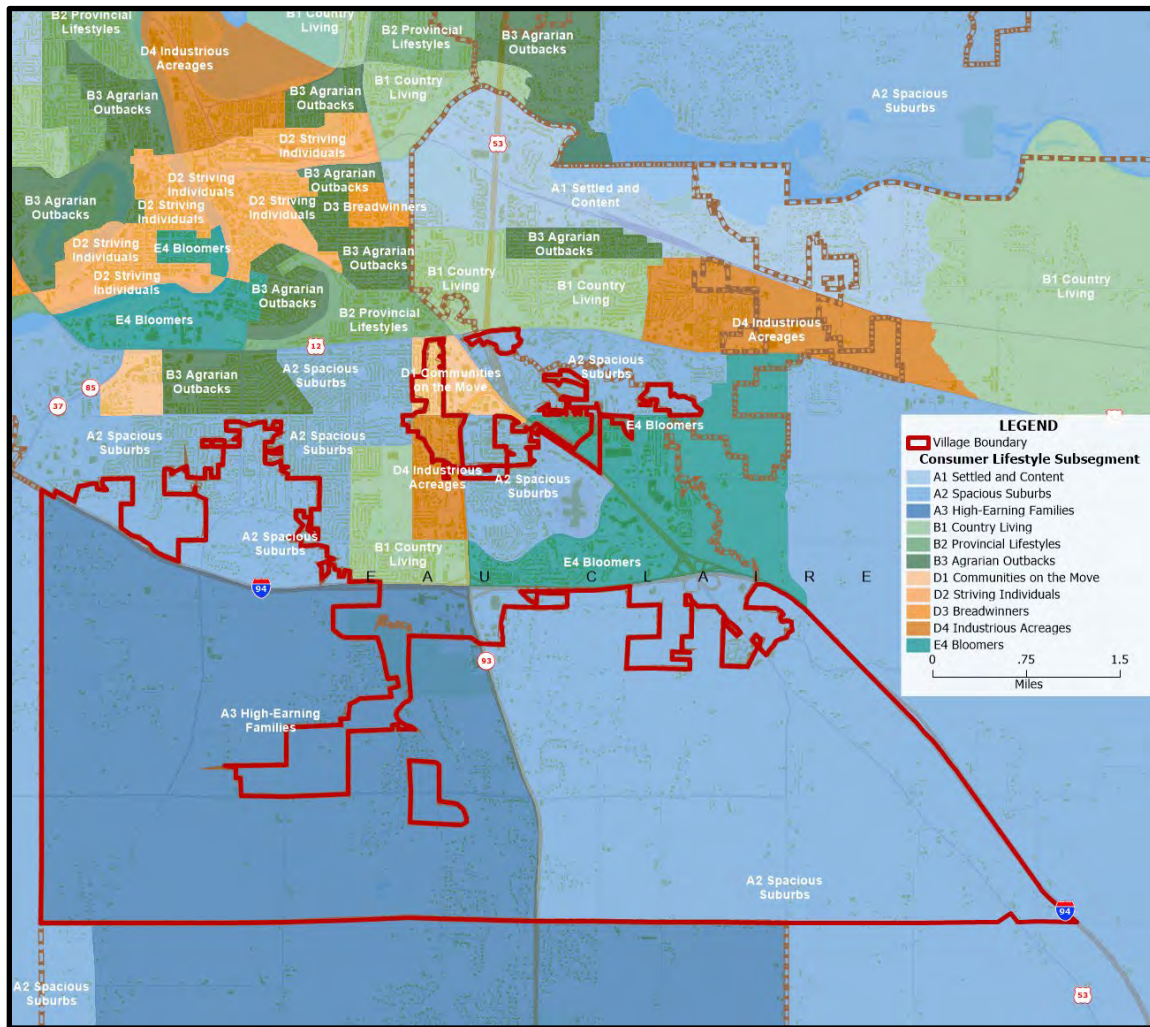 B1 Country
Living
B2 Provincial
Lifestyles
B3 Agrarian
Outbacks
D4 Industrious
Acreages
B1 Country
Living
B3 Agrarian
Outbacks
B3 Agrarian
Outbacks
A2 Spacious
Suburbs
53
D2 Striving
Individuals
B3 Agrarian
Outbacks
D2 Striving
Individuals
B3 Agrarian
Outbacks
D2 Striving
Individuals
D2 Striving
Individuals
D3 Breadwinners
A1 Settled and
Content
D2 Striving
Individuals
E4 Bloomers
B3 Agrarian
Outbacks
B3 Agrarian
Outbacks
D2 Striving
Individuals
B1 Country
Living
B1 Country
Living
B3 Agrarian
Outbacks
B1 Country
Living
E4 Bloomers
B2 Provincial
Lifestyles
D4 Industrious
Acreages
12
A2 Spacious
Suburbs
A2 Spacious
Suburbs
B3 Agrarian
Outbacks
D1 Communities
on the Move
85
37
A2 Spacious
Suburbs
A2 Spacious
Suburbs
E4 Bloomers
D4 Industrious
Acreages
A2 Spacious
Suburbs
A2 Spacious
Suburbs
B1 Country
Living
E4 Bloomers
EAU CLAIRE
94
93
A3 High-Earning
Families
A2 Spacious
Suburbs
94
A2 Spacious
Suburbs
53
LEGEND
Village Boundary
Consumer Lifestyle Subsegment
A1 Settled and Content
A2 Spacious Suburbs
A3 High-Earning Families
B1 Country Living
B2 Provincial Lifestyles
B3 Agrarian Outbacks
D1 Communities on the Move
D2 Striving Individuals
D3 Breadwinners
D4 Industrious Acreages
E4 Bloomers
0 .75 1.5
Miles